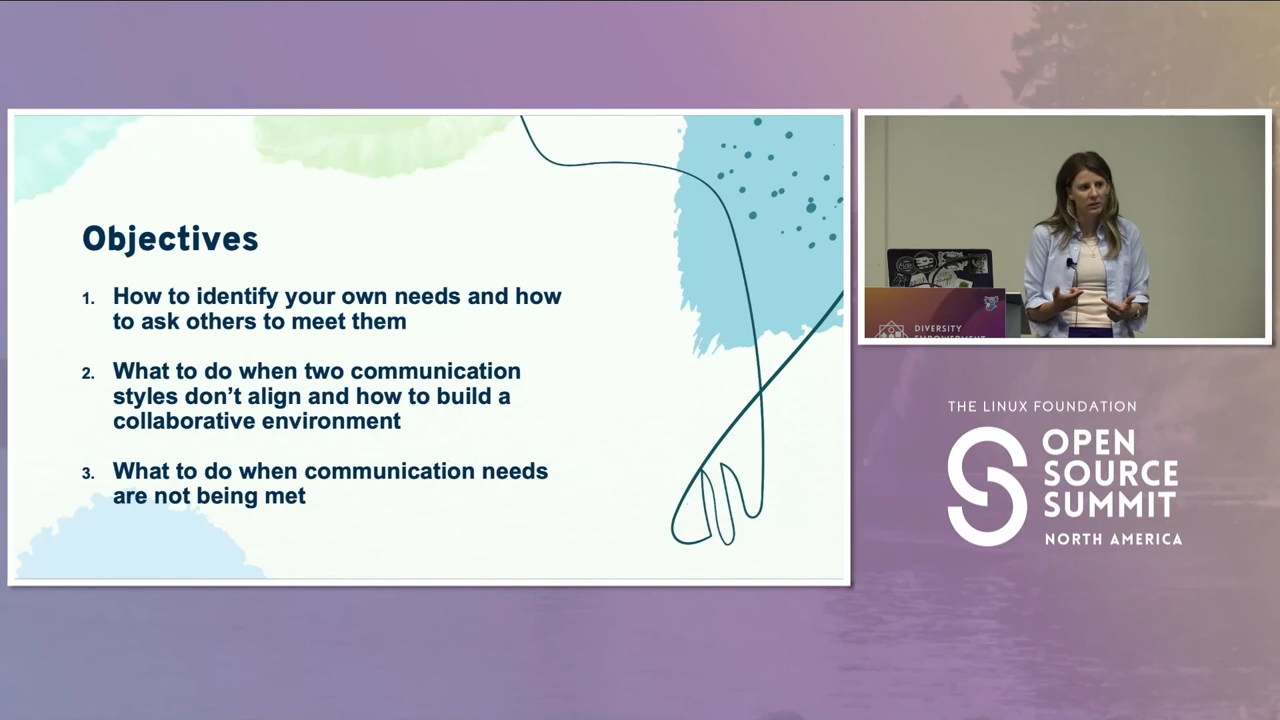 Objectives
1. How to identify your own needs and how
to ask others to meet them
2. What to do when two communication
styles don’t align and how to build a
collaborative environment
3. What to do when communication needs
are not being met
DIVERSITY
EMPOWERMENT
THE LINUX FOUNDATION
OPEN
SOURCE
SUMMIT
NORTH AMERICA